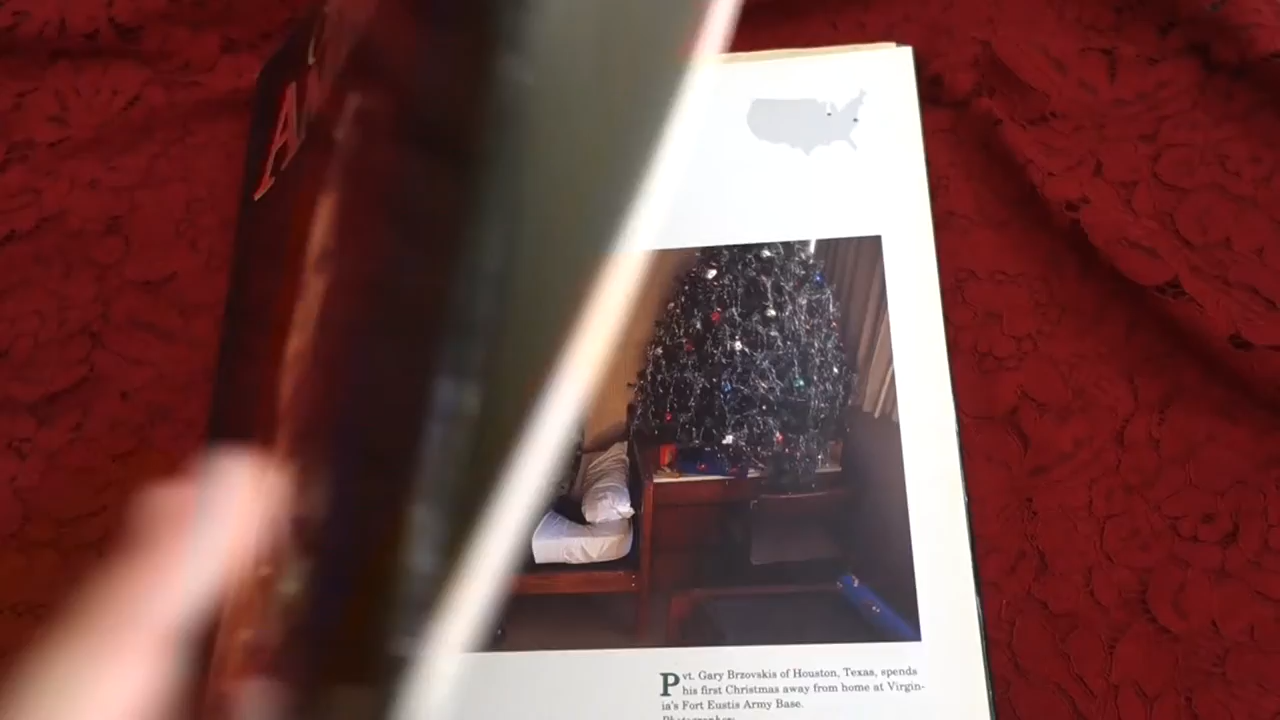 A
Pvt. Gary Brzovskis of Houston, Texas, spends
his first Christmas away from home at Virgin-
ia's Fort Eustis Army Base.
Photographer: